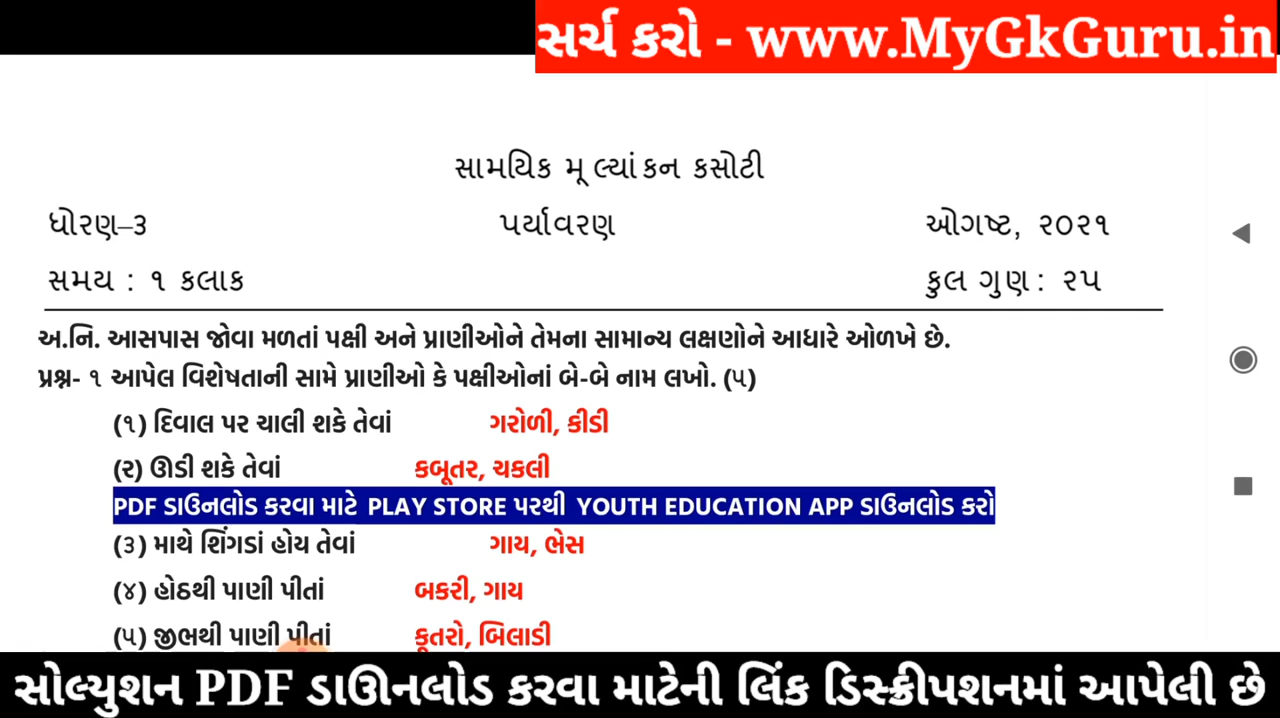 સર્ચ કરો - www.MyGkGuru.in
સામયિક મૂલ્યાંકન કસોટી
ધોરણ–૩ પર્યાવરણ ઓગષ્ટ, ૨૦૨૧
સમય : ૧ કલાક કુલ ગુણ : ૨૫
અ.નિ. આસપાસ જોવા મળતાં પક્ષી અને પ્રાણીઓને તેમના સામાન્ય લક્ષણોને આધારે ઓળખે છે.
પ્રશ્ન- ૧ આપેલ વિશેષતાની સામે પ્રાણીઓ કે પક્ષીઓનાં બે-બે નામ લખો. (૫)
(૧) દિવાલ પર ચાલી શકે તેવાં ગરોળી, કીડી
(ર) ઊડી શકે તેવાં કબૂતર, ચકલી
PDF ડાઉનલોડ કરવા માટે PLAY STORE પરથી YOUTH EDUCATION APP ડાઉનલોડ કરો
(૩) માથે શિંગડાં હોય તેવાં ગાય, ભેસ
(૪) હોઠથી પાણી પીતાં બકરી, ગાય
(૫) જીભથી પાણી પીતાં કૂતરો, બિલાડી
સોલ્યુશન PDF ડાઊનલોડ કરવા માટેની લિંક ડિસ્ક્રીપશનમાં આપેલી છે